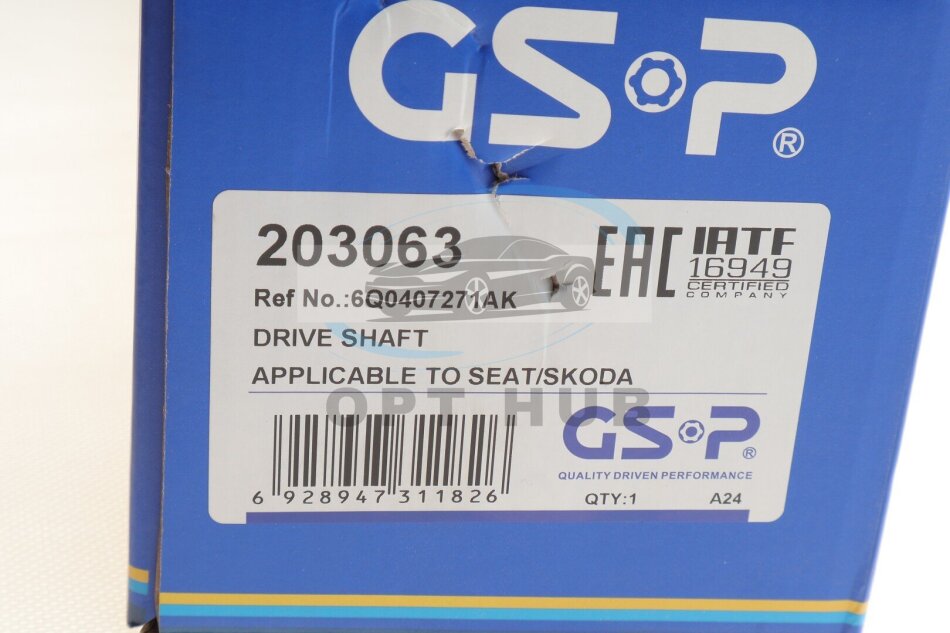 GSP®
203063
EAC
IATF
16949
CERTIFIED
COMPANY
Ref No.:6Q0407271AK
DRIVE SHAFT
APPLICABLE TO SEAT/SKODA
OPT HUB
GSP®
QUALITY DRIVEN PERFORMANCE
6 928947 311826
QTY:1 A24